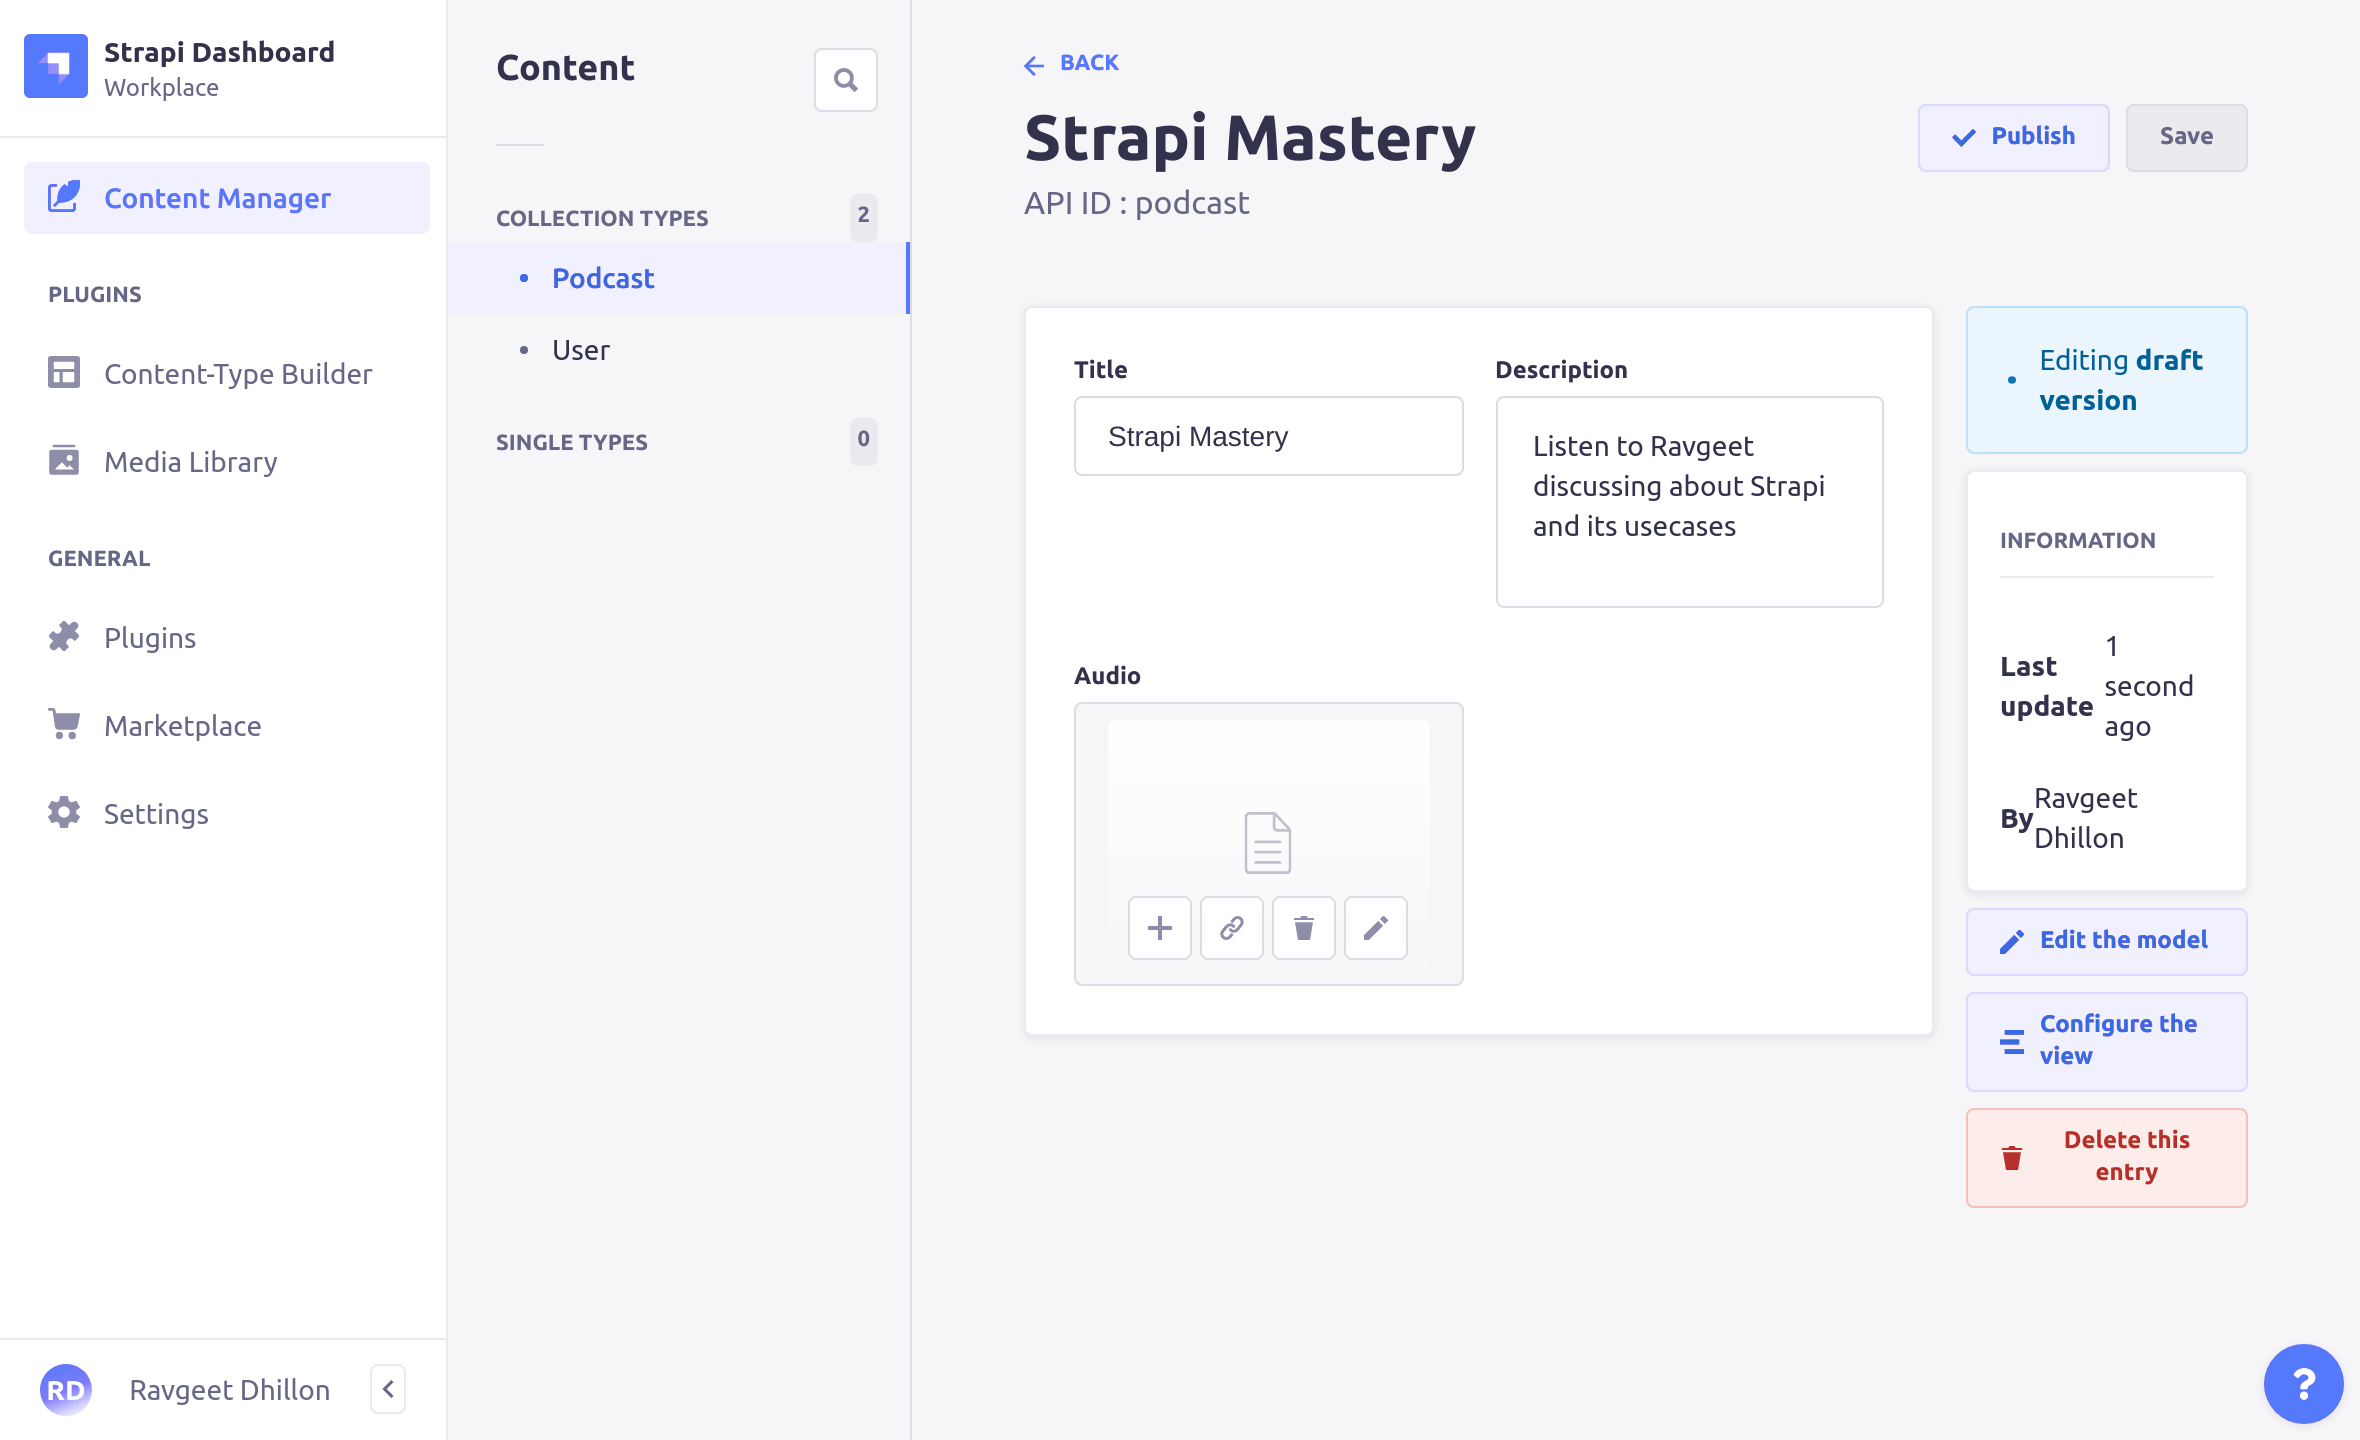 Strapi Dashboard
Workplace
Content Manager
PLUGINS
Content-Type Builder
Media Library
GENERAL
Plugins
Marketplace
Settings
RD
Ravgeet Dhillon
Content
COLLECTION TYPES
2
Podcast
User
SINGLE TYPES
0
BACK
Strapi Mastery
API ID : podcast
Publish
Save
Title
Strapi Mastery
Description
Listen to Ravgeet
discussing about Strapi
and its usecases
Audio
Editing draft
version
INFORMATION
Last
update
1
second
ago
By
Ravgeet
Dhillon
Edit the model
Configure the
view
Delete this
entry
?